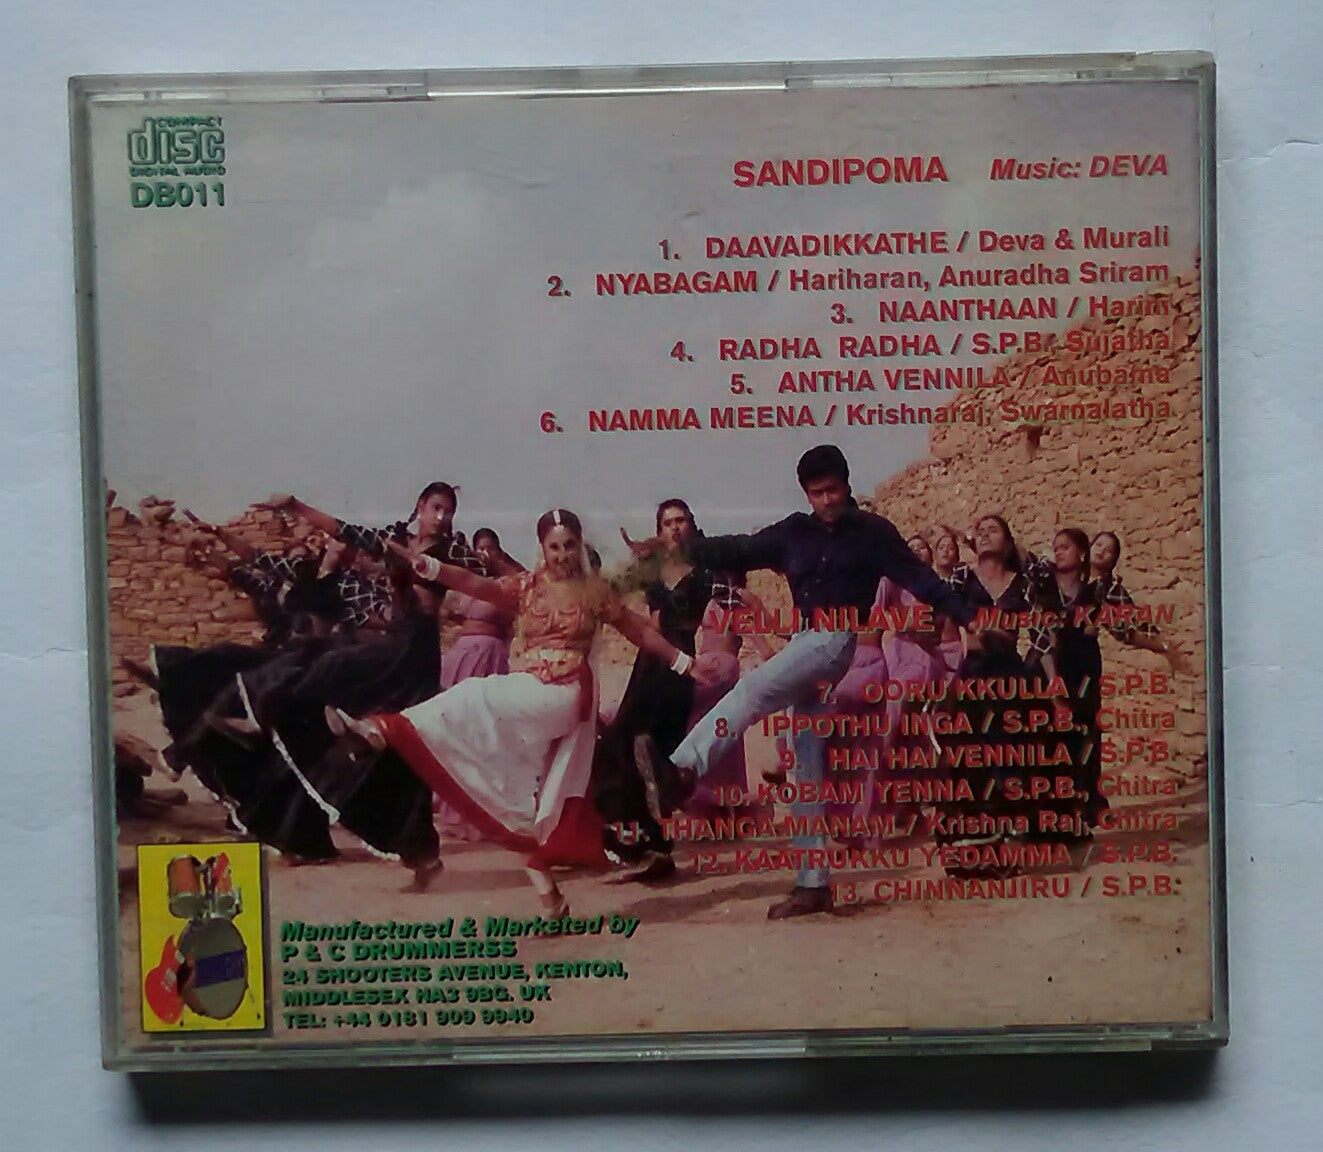 COMPACT
disc
DIGITAL AUDIO
DB011
SANDIPOMA Music: DEVA
1. DAAVADIKKATHE / Deva & Murali
2. NYABAGAM / Hariharan, Anuradha Sriram
3. NAANTHAAN / Harini
4. RADHA RADHA / S.P.B/ Sujatha
5. ANTHA VENNILA / Anubama
6. NAMMA MEENA / Krishnaraj, Swarnalatha
VELLI NILAVE Music: KARAN
7. OORU KKULLA / S.P.B.
8. IPPOTHU INGA / S.P.B., Chitra
9. HAI HAI VENNILA / S.P.B.
10. KOBAM YENNA / S.P.B., Chitra
11. THANGA MANAM / Krishna Raj, Chitra
12. KAATRUKKU YEDAMMA / S.P.B.
13. CHINNANJIRU / S.P.B.
Manufactured & Marketed by
P & C DRUMMERSS
24 SHOOTERS AVENUE, KENTON,
MIDDLESEX HA3 9BG. UK
TEL: +44 0181 909 9940